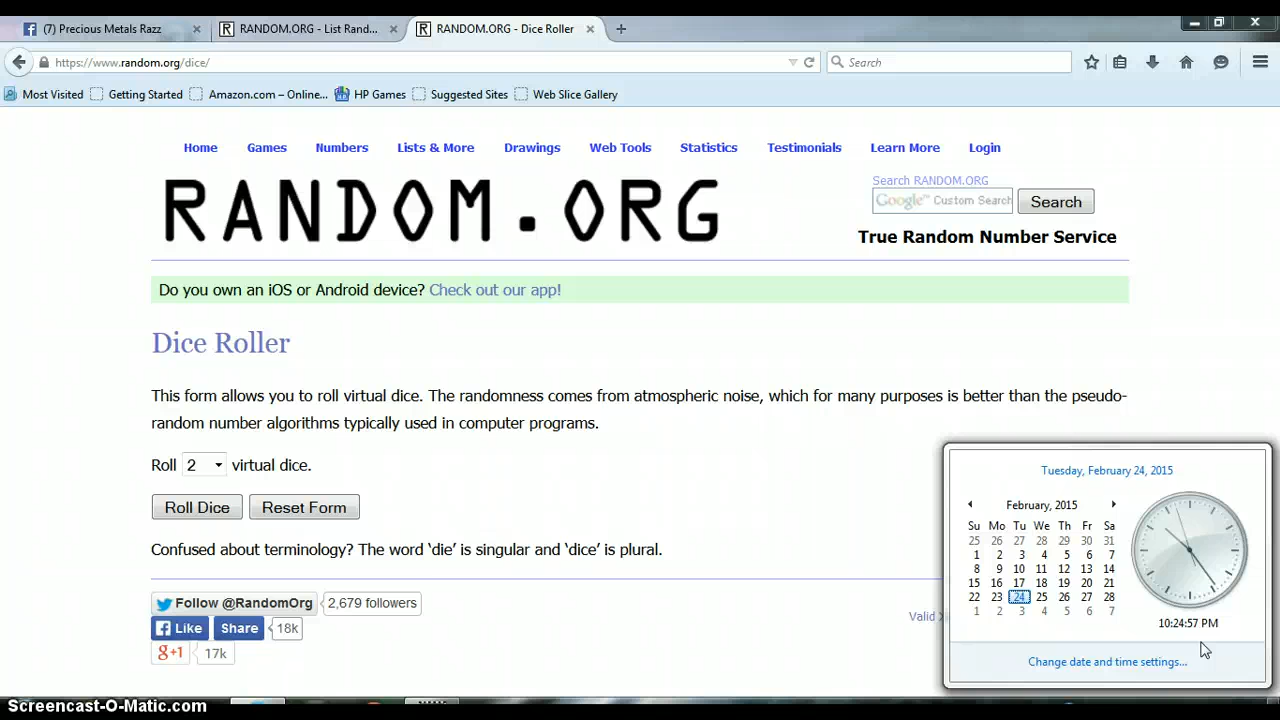 (7) Precious Metals Razz
RANDOM.ORG - List Rand...
RANDOM.ORG - Dice Roller
https://www.random.org/dice/
Search
Most Visited
Getting Started
Amazon.com – Online...
HP Games
Suggested Sites
Web Slice Gallery
Home Games Numbers Lists & More Drawings Web Tools Statistics Testimonials Learn More Login
RANDOM.ORG
Search RANDOM.ORG
Google™ Custom Search
Search
True Random Number Service
Do you own an iOS or Android device? Check out our app!
Dice Roller
This form allows you to roll virtual dice. The randomness comes from atmospheric noise, which for many purposes is better than the pseudo-
random number algorithms typically used in computer programs.
Roll 2 virtual dice.
Roll Dice Reset Form
Confused about terminology? The word ‘die’ is singular and ‘dice’ is plural.
Follow @RandomOrg 2,679 followers
Like Share 18k
g+1 17k
Valid
Tuesday, February 24, 2015
February, 2015
Su Mo Tu We Th Fr Sa
25 26 27 28 29 30 31
1 2 3 4 5 6 7
8 9 10 11 12 13 14
15 16 17 18 19 20 21
22 23 24 25 26 27 28
1 2 3 4 5 6 7
10:24:57 PM
Change date and time settings...
Screencast-O-Matic.com